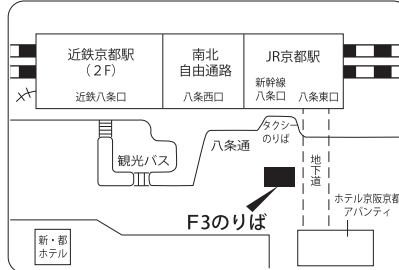 近鉄京都駅
（２F）
近鉄八条口
南北
自由通路
八条西口
JR京都駅
新幹線
八条口
八条東口
タクシー
のりば
八条通
観光バス
地下道
F3のりば
ホテル京阪京都
アバンティ
新・都
ホテル